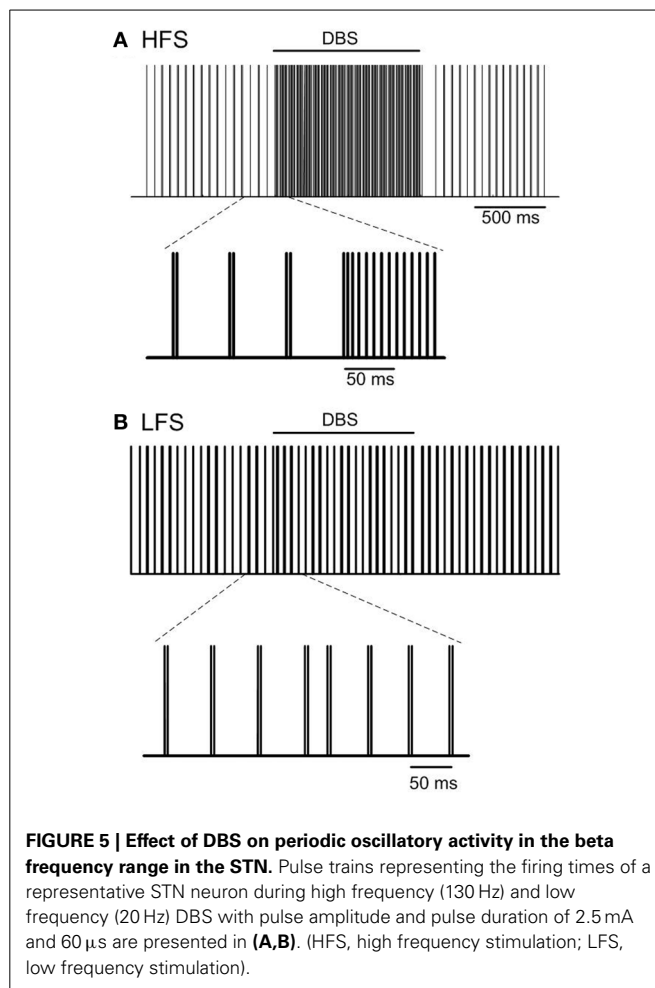 A HFS
DBS
500 ms
50 ms
B LFS
DBS
50 ms
FIGURE 5 | Effect of DBS on periodic oscillatory activity in the beta
frequency range in the STN. Pulse trains representing the firing times of a
representative STN neuron during high frequency (130 Hz) and low
frequency (20 Hz) DBS with pulse amplitude and pulse duration of 2.5 mA
and 60 μs are presented in (A,B). (HFS, high frequency stimulation; LFS,
low frequency stimulation).